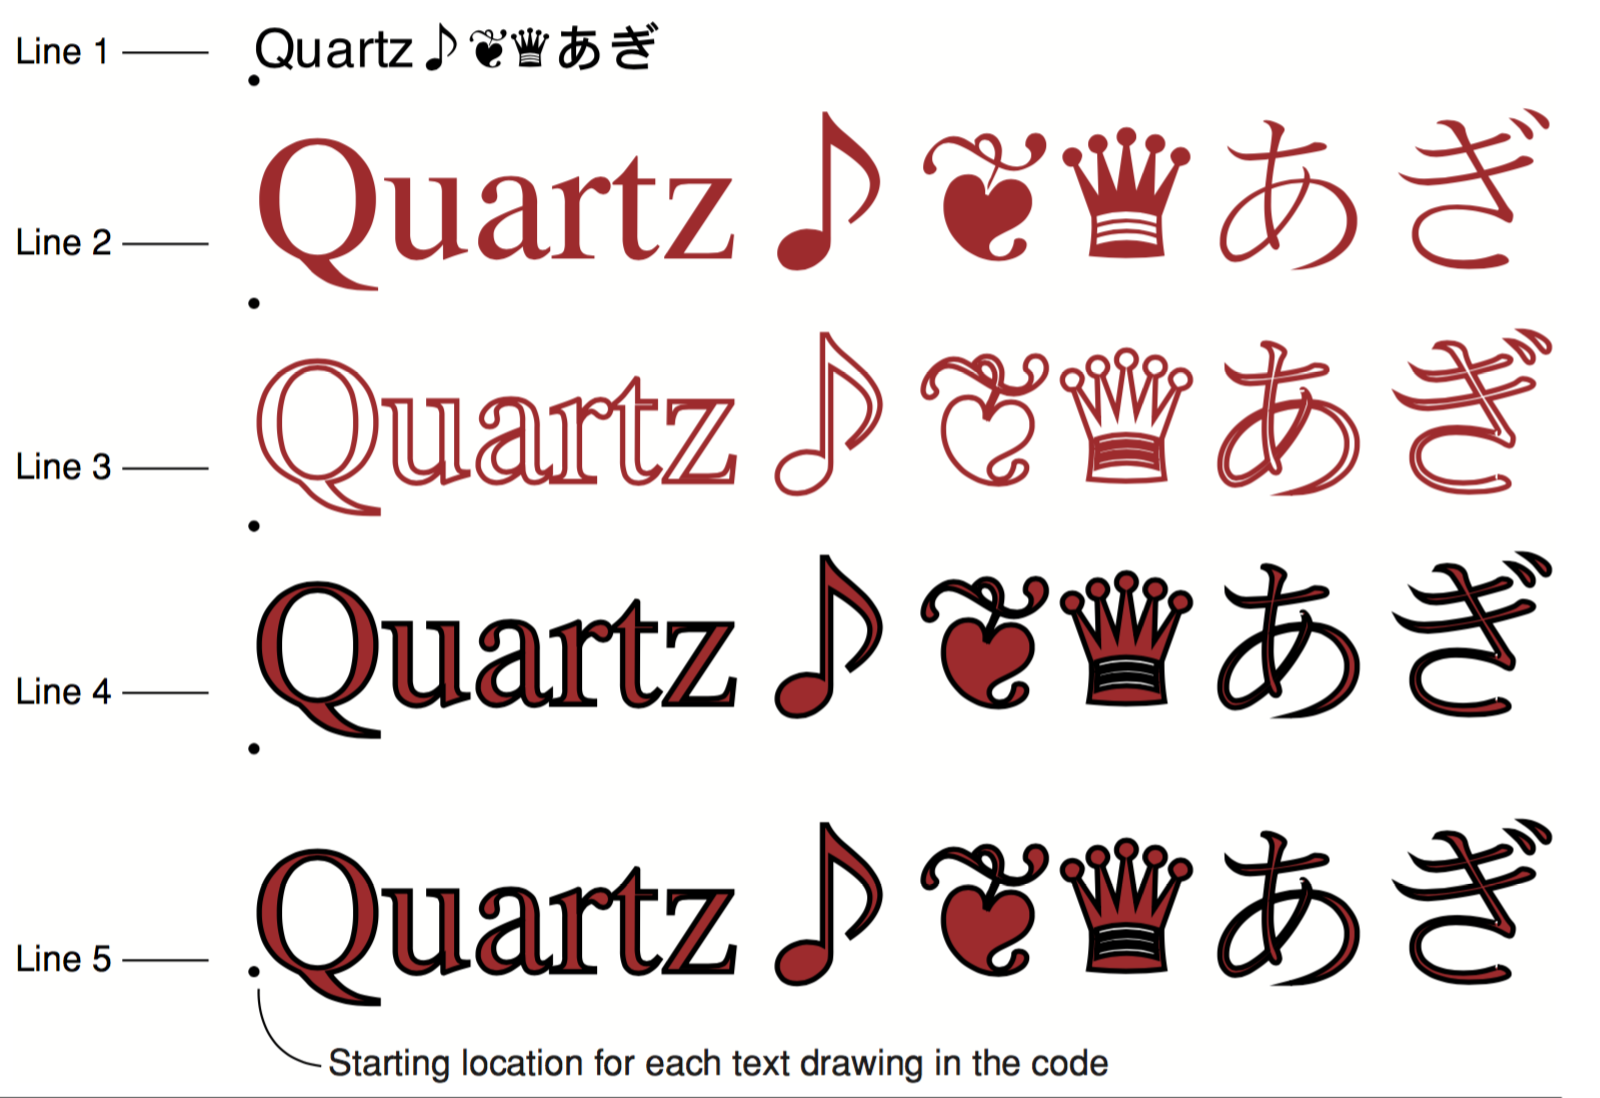 Line 1 Quartz♪❦♛あぎ
Line 2 Quartz♪❦♛あぎ
Line 3 Quartz♪❦♛あぎ
Line 4 Quartz♪❦♛あぎ
Line 5 Quartz♪❦♛あぎ
Starting location for each text drawing in the code